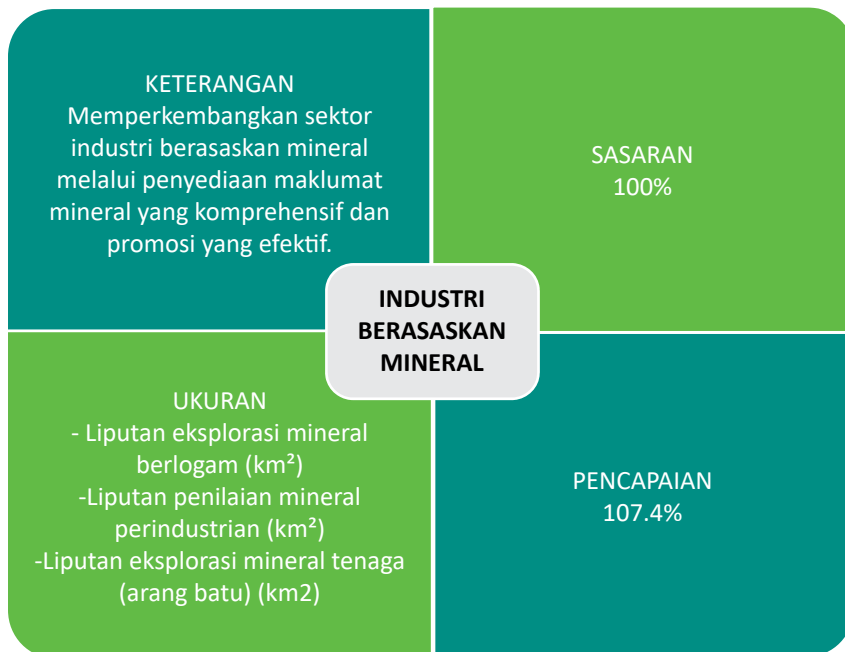 KETERANGAN
Memperkembangkan sektor
industri berasaskan mineral
melalui penyediaan maklumat
mineral yang komprehensif dan
promosi yang efektif.
SASARAN
100%
INDUSTRI
BERASASKAN
MINERAL
UKURAN
- Liputan eksplorasi mineral
berlogam (km²)
-Liputan penilaian mineral
perindustrian (km²)
-Liputan eksplorasi mineral tenaga
(arang batu) (km2)
PENCAPAIAN
107.4%